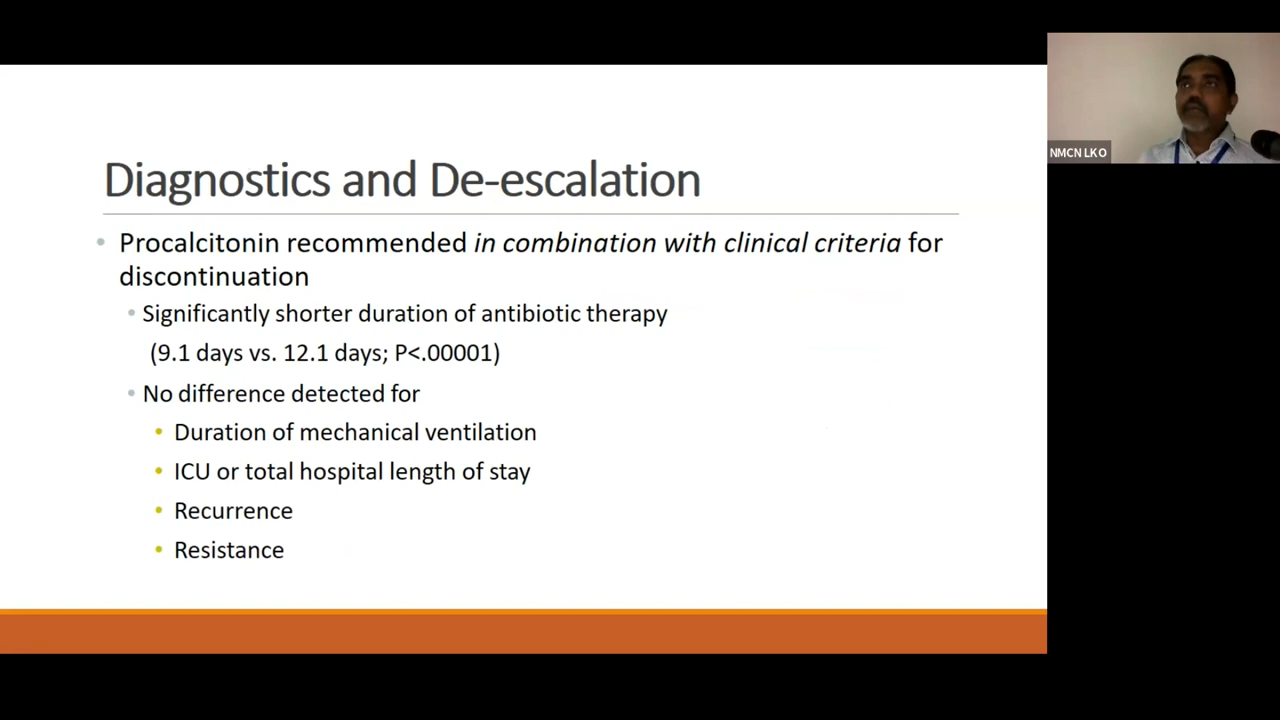 Diagnostics and De-escalation
• Procalcitonin recommended in combination with clinical criteria for
discontinuation
• Significantly shorter duration of antibiotic therapy
(9.1 days vs. 12.1 days; P<.00001)
• No difference detected for
• Duration of mechanical ventilation
• ICU or total hospital length of stay
• Recurrence
• Resistance
NMCN LKO